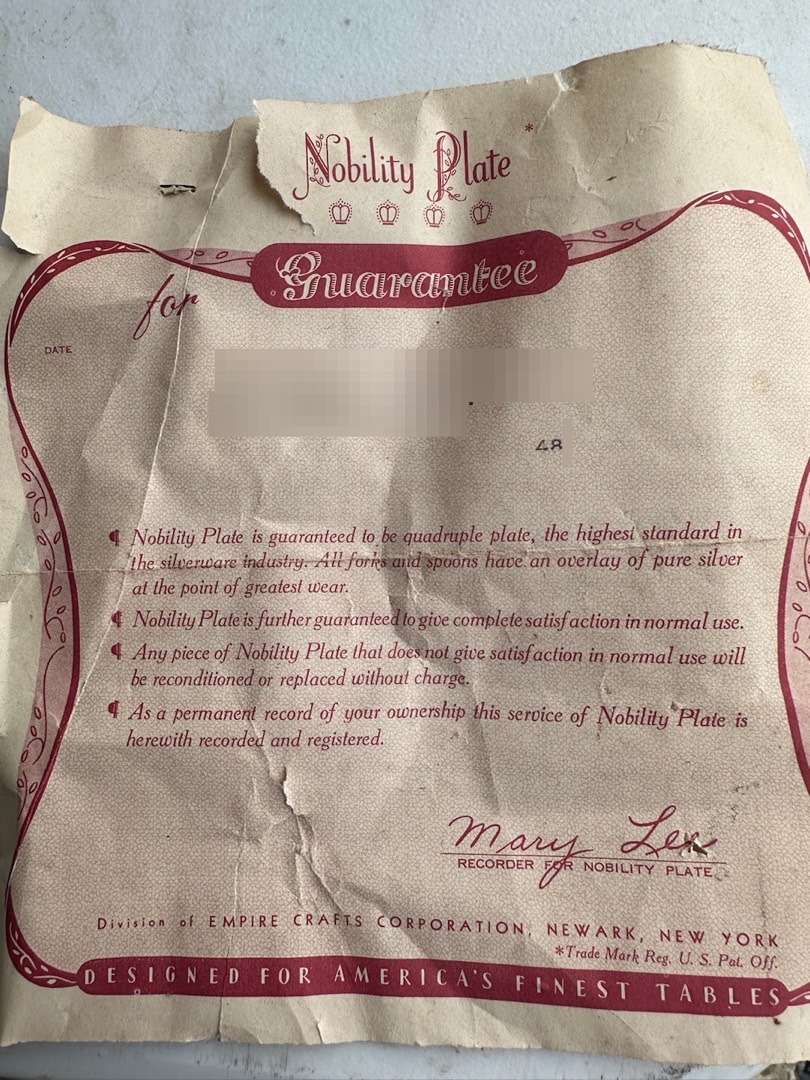 Nobility Plate *
Guarantee
for
DATE
48
¶ Nobility Plate is guaranteed to be quadruple plate, the highest standard in
the silverware industry. All forks and spoons have an overlay of pure silver
at the point of greatest wear.
¶ Nobility Plate is further guaranteed to give complete satisfaction in normal use.
¶ Any piece of Nobility Plate that does not give satisfaction in normal use will
be reconditioned or replaced without charge.
¶ As a permanent record of your ownership this service of Nobility Plate is
herewith recorded and registered.
Mary Lee
RECORDER FOR NOBILITY PLATE
Division of EMPIRE CRAFTS CORPORATION, NEWARK, NEW YORK
*Trade Mark Reg. U. S. Pat. Off.
DESIGNED FOR AMERICA'S FINEST TABLES